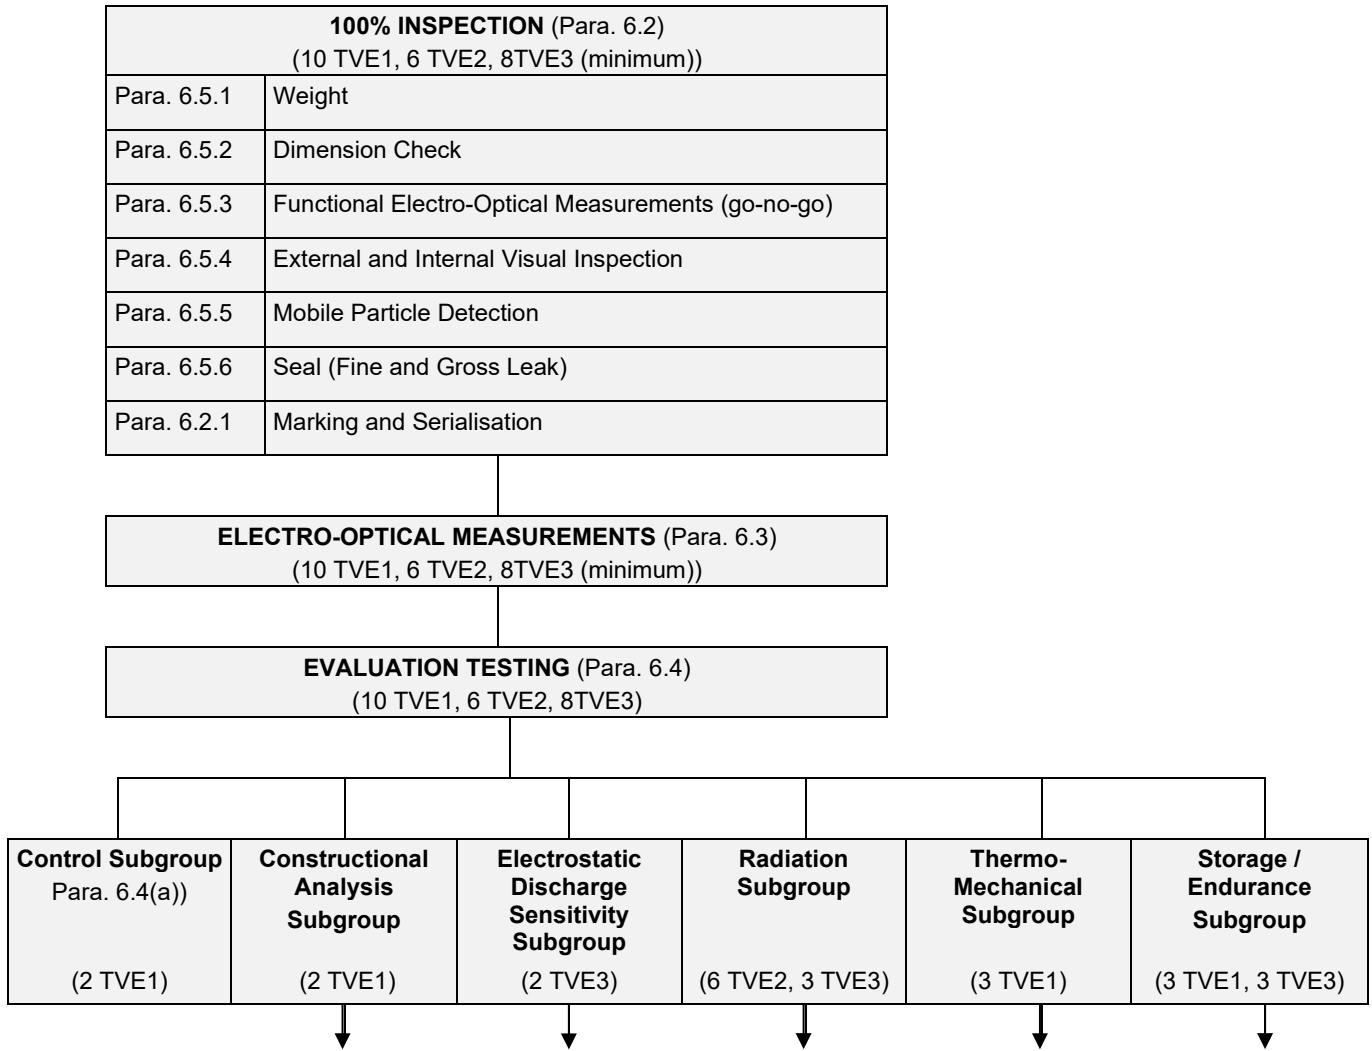 100% INSPECTION (Para. 6.2)
(10 TVE1, 6 TVE2, 8TVE3 (minimum))
Para. 6.5.1 Weight
Para. 6.5.2 Dimension Check
Para. 6.5.3 Functional Electro-Optical Measurements (go-no-go)
Para. 6.5.4 External and Internal Visual Inspection
Para. 6.5.5 Mobile Particle Detection
Para. 6.5.6 Seal (Fine and Gross Leak)
Para. 6.2.1 Marking and Serialisation
ELECTRO-OPTICAL MEASUREMENTS (Para. 6.3)
(10 TVE1, 6 TVE2, 8TVE3 (minimum))
EVALUATION TESTING (Para. 6.4)
(10 TVE1, 6 TVE2, 8TVE3)
Control Subgroup
Para. 6.4(a))
(2 TVE1)
Constructional
Analysis
Subgroup
(2 TVE1)
Electrostatic
Discharge
Sensitivity
Subgroup
(2 TVE3)
Radiation
Subgroup
(6 TVE2, 3 TVE3)
Thermo-
Mechanical
Subgroup
(3 TVE1)
Storage /
Endurance
Subgroup
(3 TVE1, 3 TVE3)